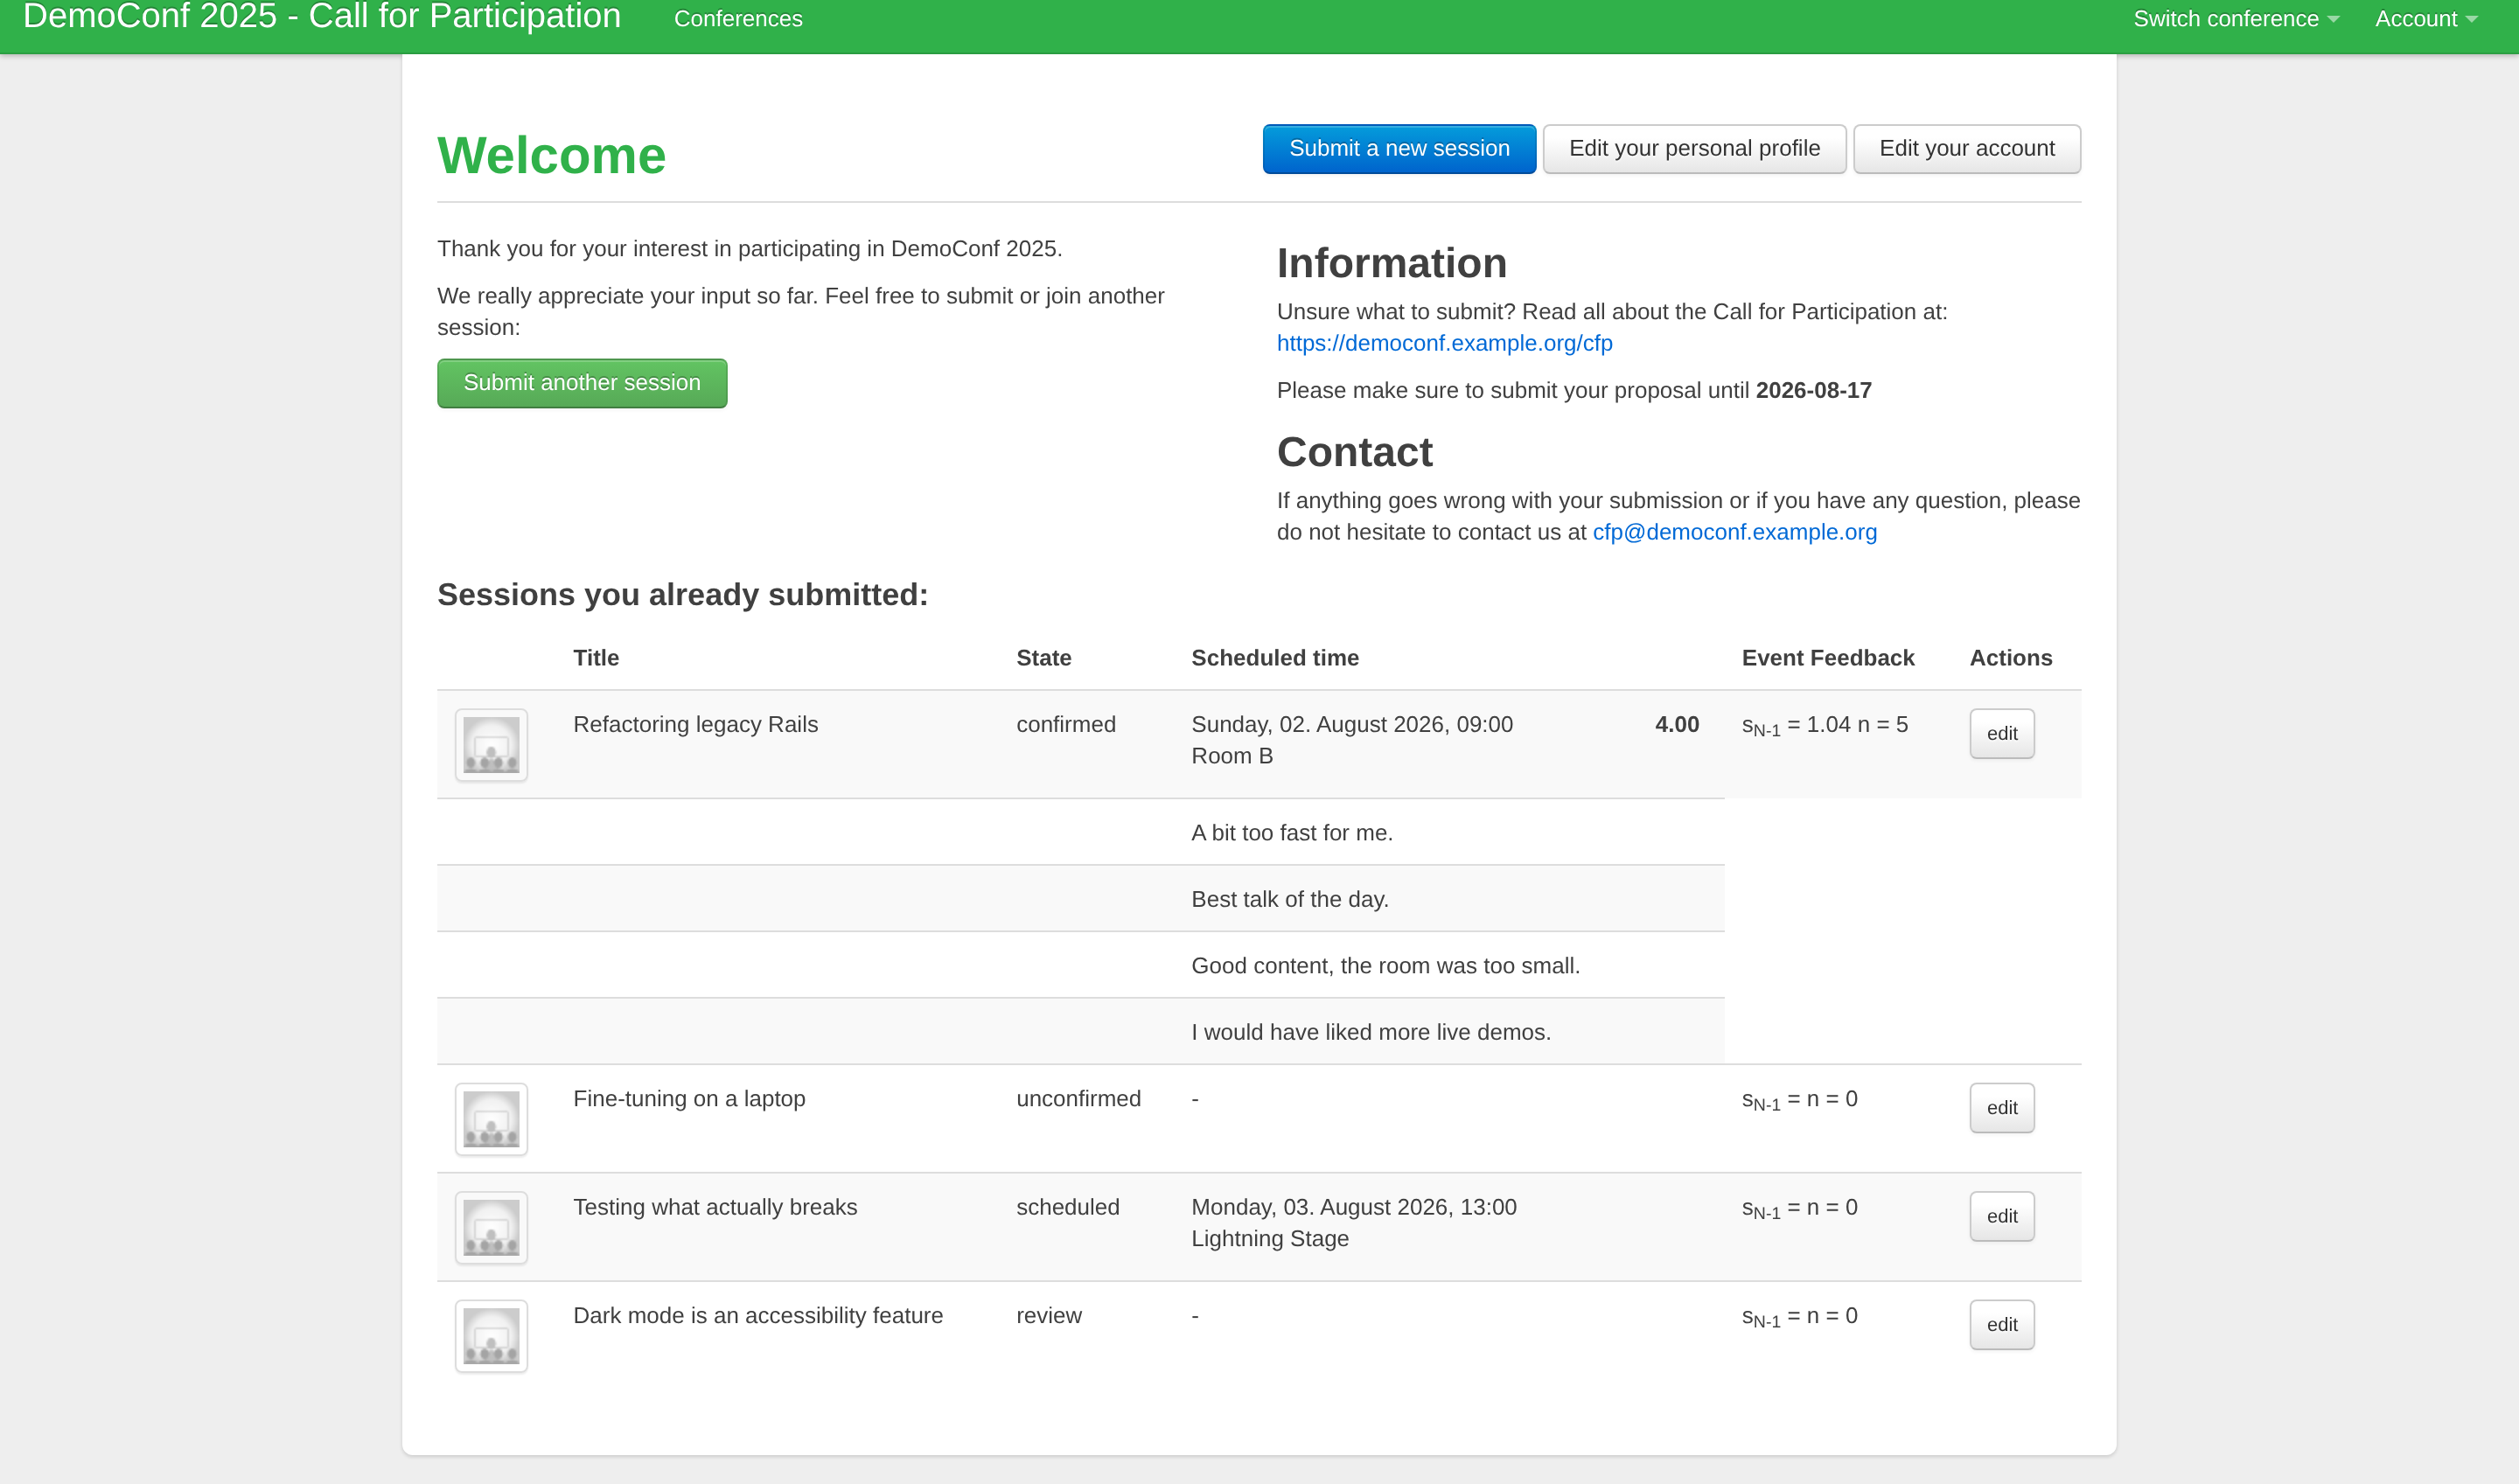 DemoConf 2025 - Call for Participation Conferences Switch conference Account
Welcome
Submit a new session Edit your personal profile Edit your account
Thank you for your interest in participating in DemoConf 2025.
We really appreciate your input so far. Feel free to submit or join another
session:
Submit another session
Information
Unsure what to submit? Read all about the Call for Participation at:
https://democonf.example.org/cfp
Please make sure to submit your proposal until 2026-08-17
Contact
If anything goes wrong with your submission or if you have any question, please
do not hesitate to contact us at cfp@democonf.example.org
Sessions you already submitted:
Title State Scheduled time Event Feedback Actions
Refactoring legacy Rails confirmed Sunday, 02. August 2026, 09:00 4.00 sN-1 = 1.04 n = 5 edit
Room B
A bit too fast for me.
Best talk of the day.
Good content, the room was too small.
I would have liked more live demos.
Fine-tuning on a laptop unconfirmed - sN-1 = n = 0 edit
Testing what actually breaks scheduled Monday, 03. August 2026, 13:00 sN-1 = n = 0 edit
Lightning Stage
Dark mode is an accessibility feature review - sN-1 = n = 0 edit